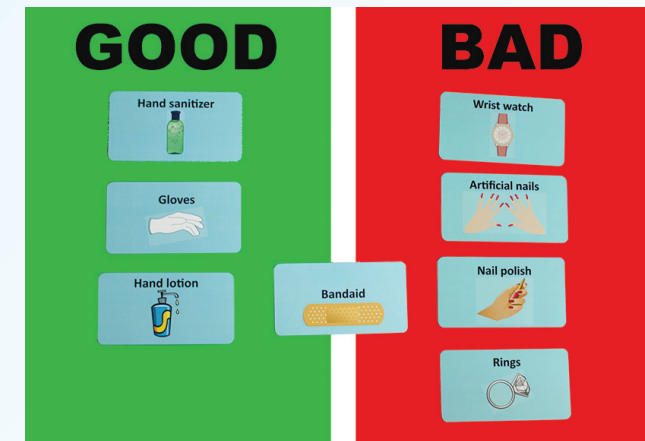 GOOD
Hand sanitizer
Gloves
Hand lotion
Bandaid
BAD
Wrist watch
Artificial nails
Nail polish
Rings